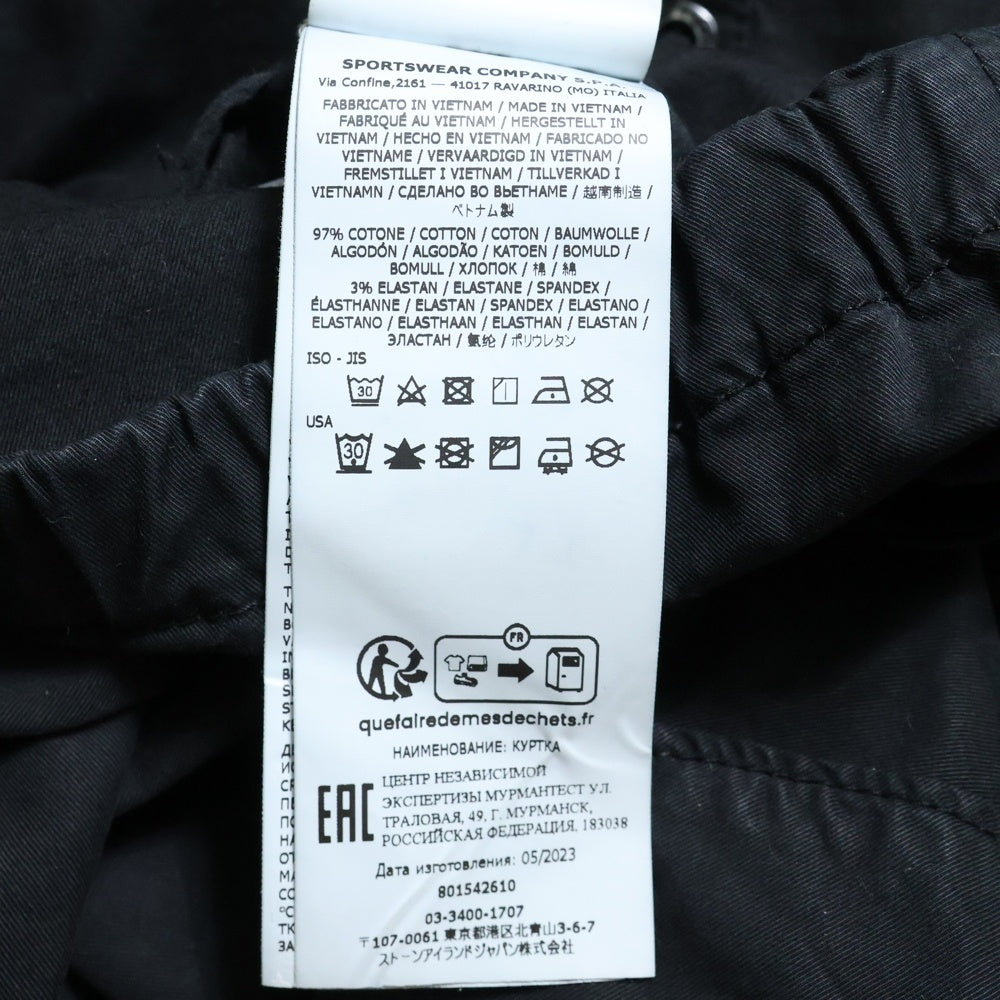 SPORTSWEAR COMPANY S.P.A.
Via Confine,2161 — 41017 RAVARINO (MO) ITALIA
FABBRICATO IN VIETNAM / MADE IN VIETNAM /
FABRIQUÉ AU VIETNAM / HERGESTELLT IN
VIETNAM / HECHO EN VIETNAM / FABRICADO NO
VIETNAME / VERVAARDIGD IN VIETNAM /
FREMSTILLET I VIETNAM / TILLVERKAD I
VIETNAMN / СДЕЛАНО ВО ВЬЕТНАМЕ / 越南制造 /
ベトナム製
97% COTONE / COTTON / COTON / BAUMWOLLE /
ALGODÓN / ALGODÃO / KATOEN / BOMULD /
BOMULL / ХЛОПОК / 棉 / 綿
3% ELASTAN / ELASTANE / SPANDEX /
ÉLASTHANNE / ELASTAN / SPANDEX / ELASTANO /
ELASTANO / ELASTHAAN / ELASTHAN / ELASTAN /
ЭЛАСТАН / 氨纶 / ポリウレタン
ISO - JIS
30
USA
30
FR
quefairedemesdechets.fr
НАИМЕНОВАНИЕ: КУРТКА
EAC
ЦЕНТР НЕЗАВИСИМОЙ
ЭКСПЕРТИЗЫ МУРМАНТЕСТ УЛ.
ТРАЛОВАЯ, 49, Г. МУРМАНСК,
РОССИЙСКАЯ ФЕДЕРАЦИЯ, 183038
Дата изготовления: 05/2023
801542610
03-3400-1707
〒107-0061 東京都港区北青山3-6-7
ストーンアイランドジャパン株式会社